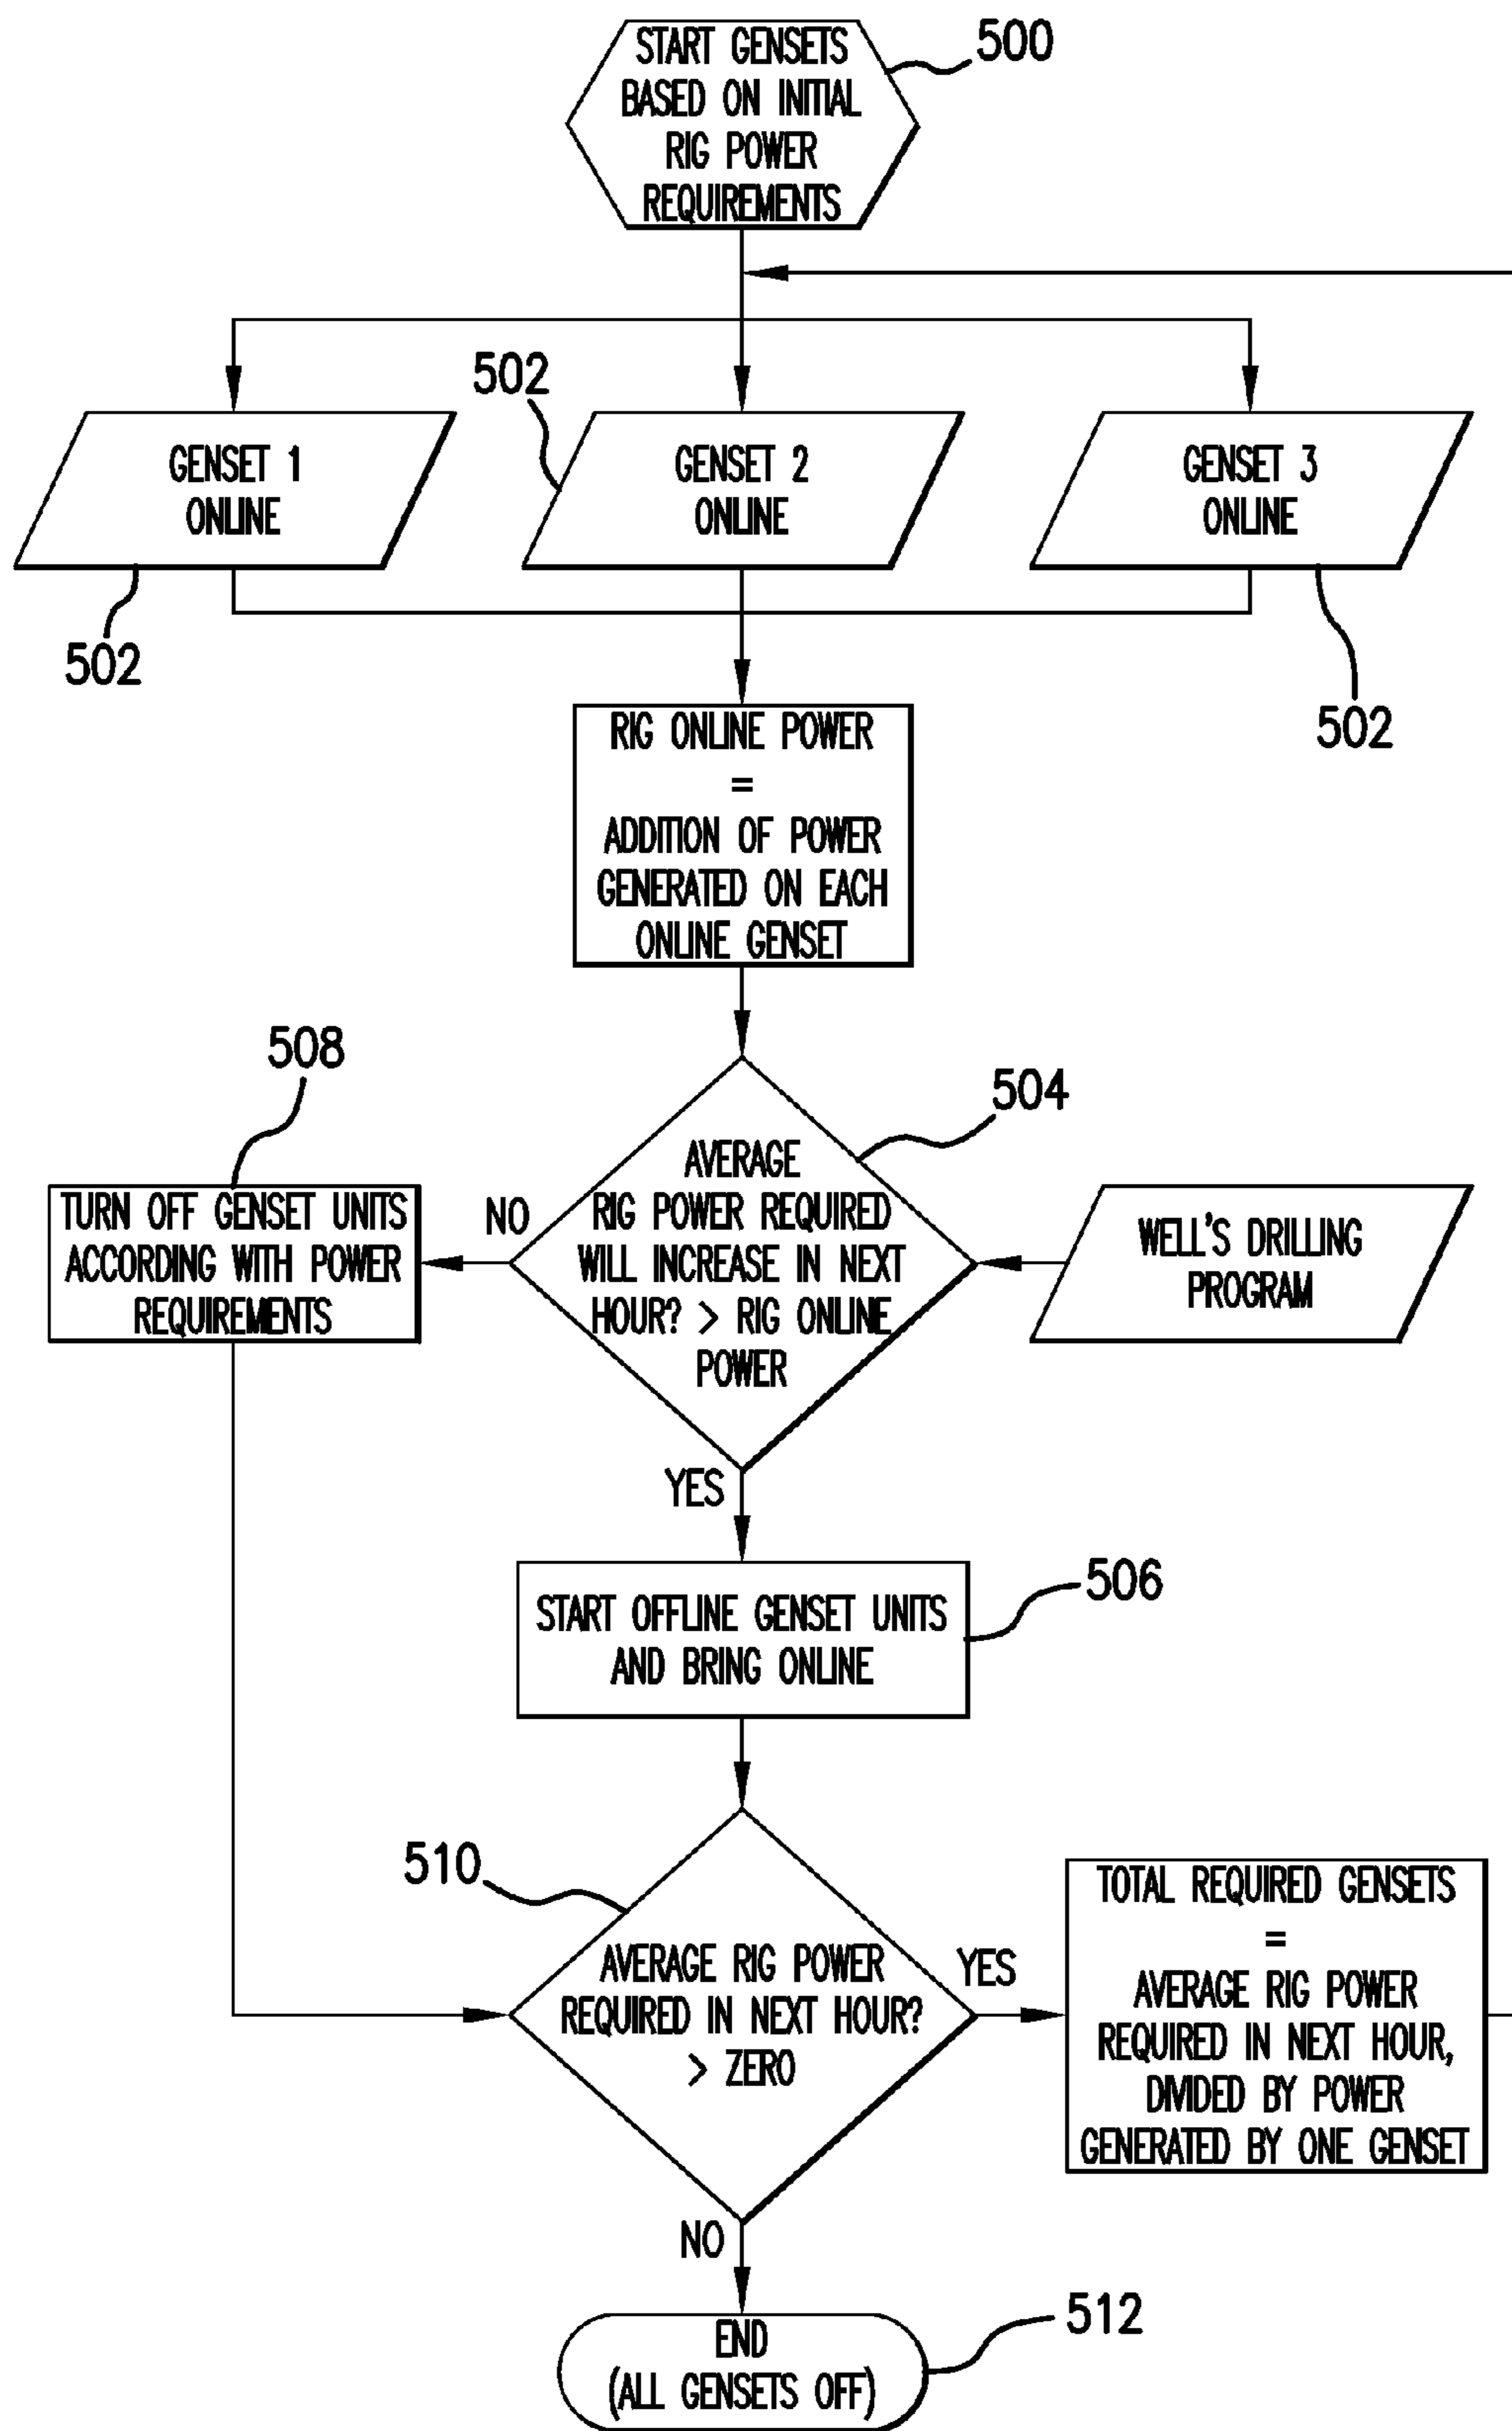 START GENSETS
BASED ON INITIAL
RIG POWER
REQUIREMENTS
500
502
GENSET 1
ONLINE
GENSET 2
ONLINE
GENSET 3
ONLINE
502
502
RIG ONLINE POWER
=
ADDITION OF POWER
GENERATED ON EACH
ONLINE GENSET
508
504
TURN OFF GENSET UNITS
ACCORDING WITH POWER
REQUIREMENTS
NO
AVERAGE
RIG POWER REQUIRED
WILL INCREASE IN NEXT
HOUR? > RIG ONLINE
POWER
WELL'S DRILLING
PROGRAM
YES
START OFFLINE GENSET UNITS
AND BRING ONLINE
506
510
AVERAGE RIG POWER
REQUIRED IN NEXT HOUR?
> ZERO
YES
TOTAL REQUIRED GENSETS
=
AVERAGE RIG POWER
REQUIRED IN NEXT HOUR,
DIVIDED BY POWER
GENERATED BY ONE GENSET
NO
END
(ALL GENSETS OFF)
512